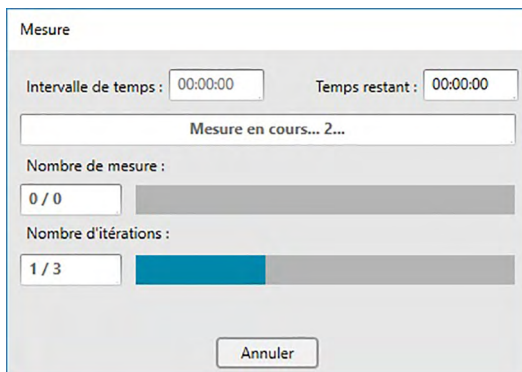 Mesure
Intervalle de temps : 00:00:00 Temps restant : 00:00:00
Mesure en cours... 2...
Nombre de mesure :
0 / 0
Nombre d'itérations :
1 / 3
Annuler